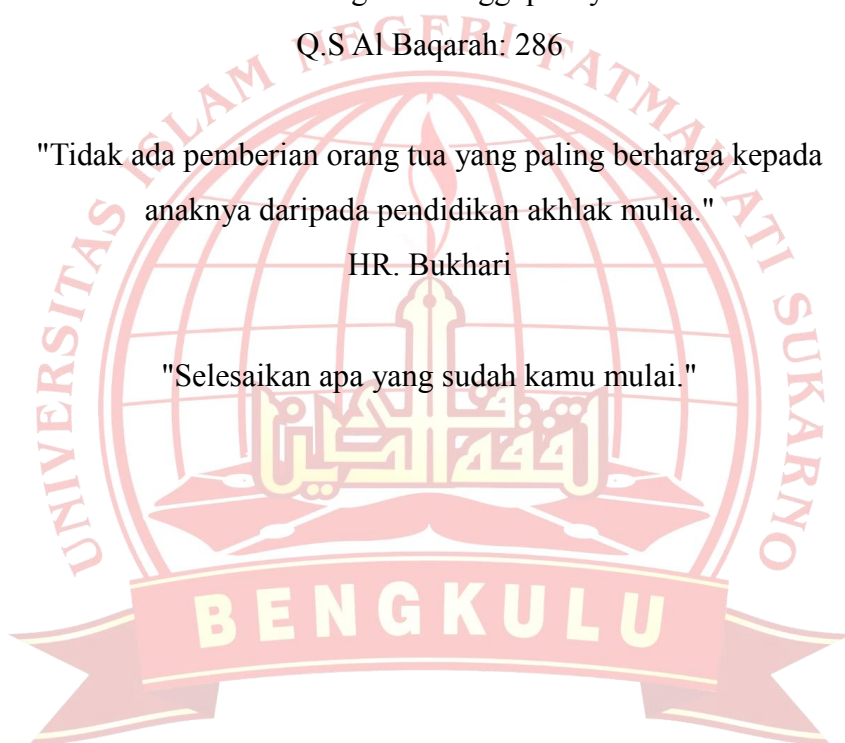 Q.S Al Baqarah: 286
"Tidak ada pemberian orang tua yang paling berharga kepada
anaknya daripada pendidikan akhlak mulia."
HR. Bukhari
"Selesaikan apa yang sudah kamu mulai."
UNIVERSITAS ISLAM NEGERI FATMAWATI SUKARNO
BENGKULU